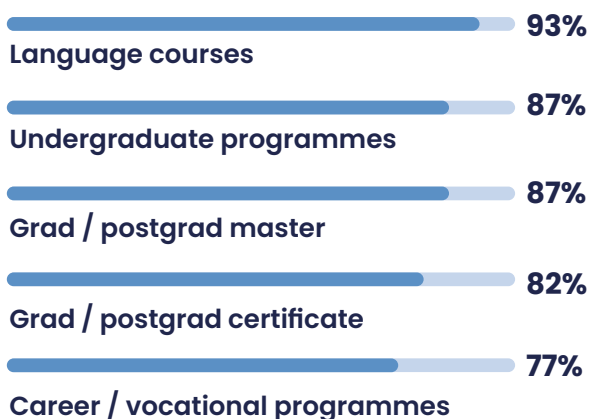 93%
Language courses
87%
Undergraduate programmes
87%
Grad / postgrad master
82%
Grad / postgrad certificate
77%
Career / vocational programmes